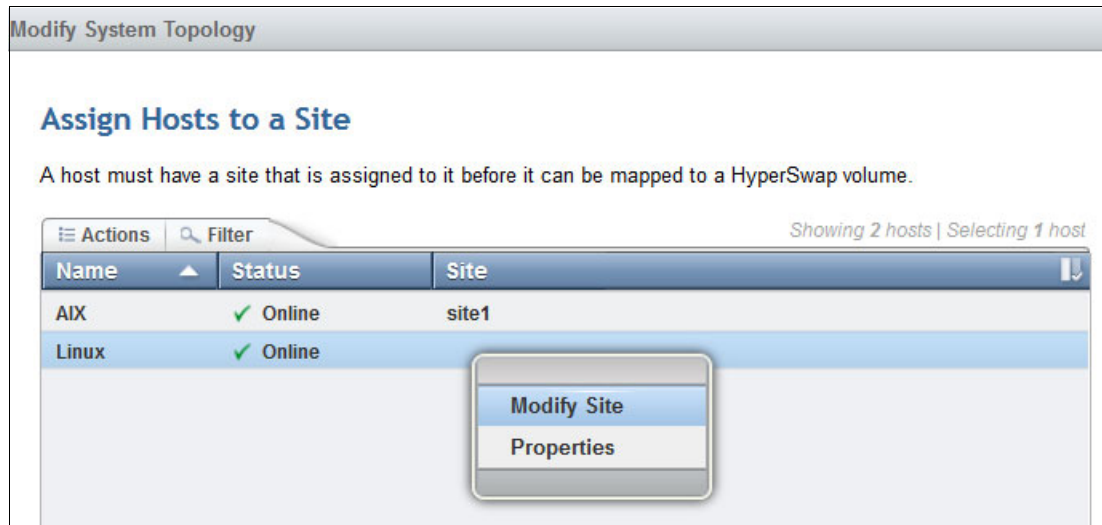 Modify System Topology
Assign Hosts to a Site
A host must have a site that is assigned to it before it can be mapped to a HyperSwap volume.
Actions Filter Showing 2 hosts | Selecting 1 host
Name Status Site
AIX Online site1
Linux Online
Modify Site
Properties